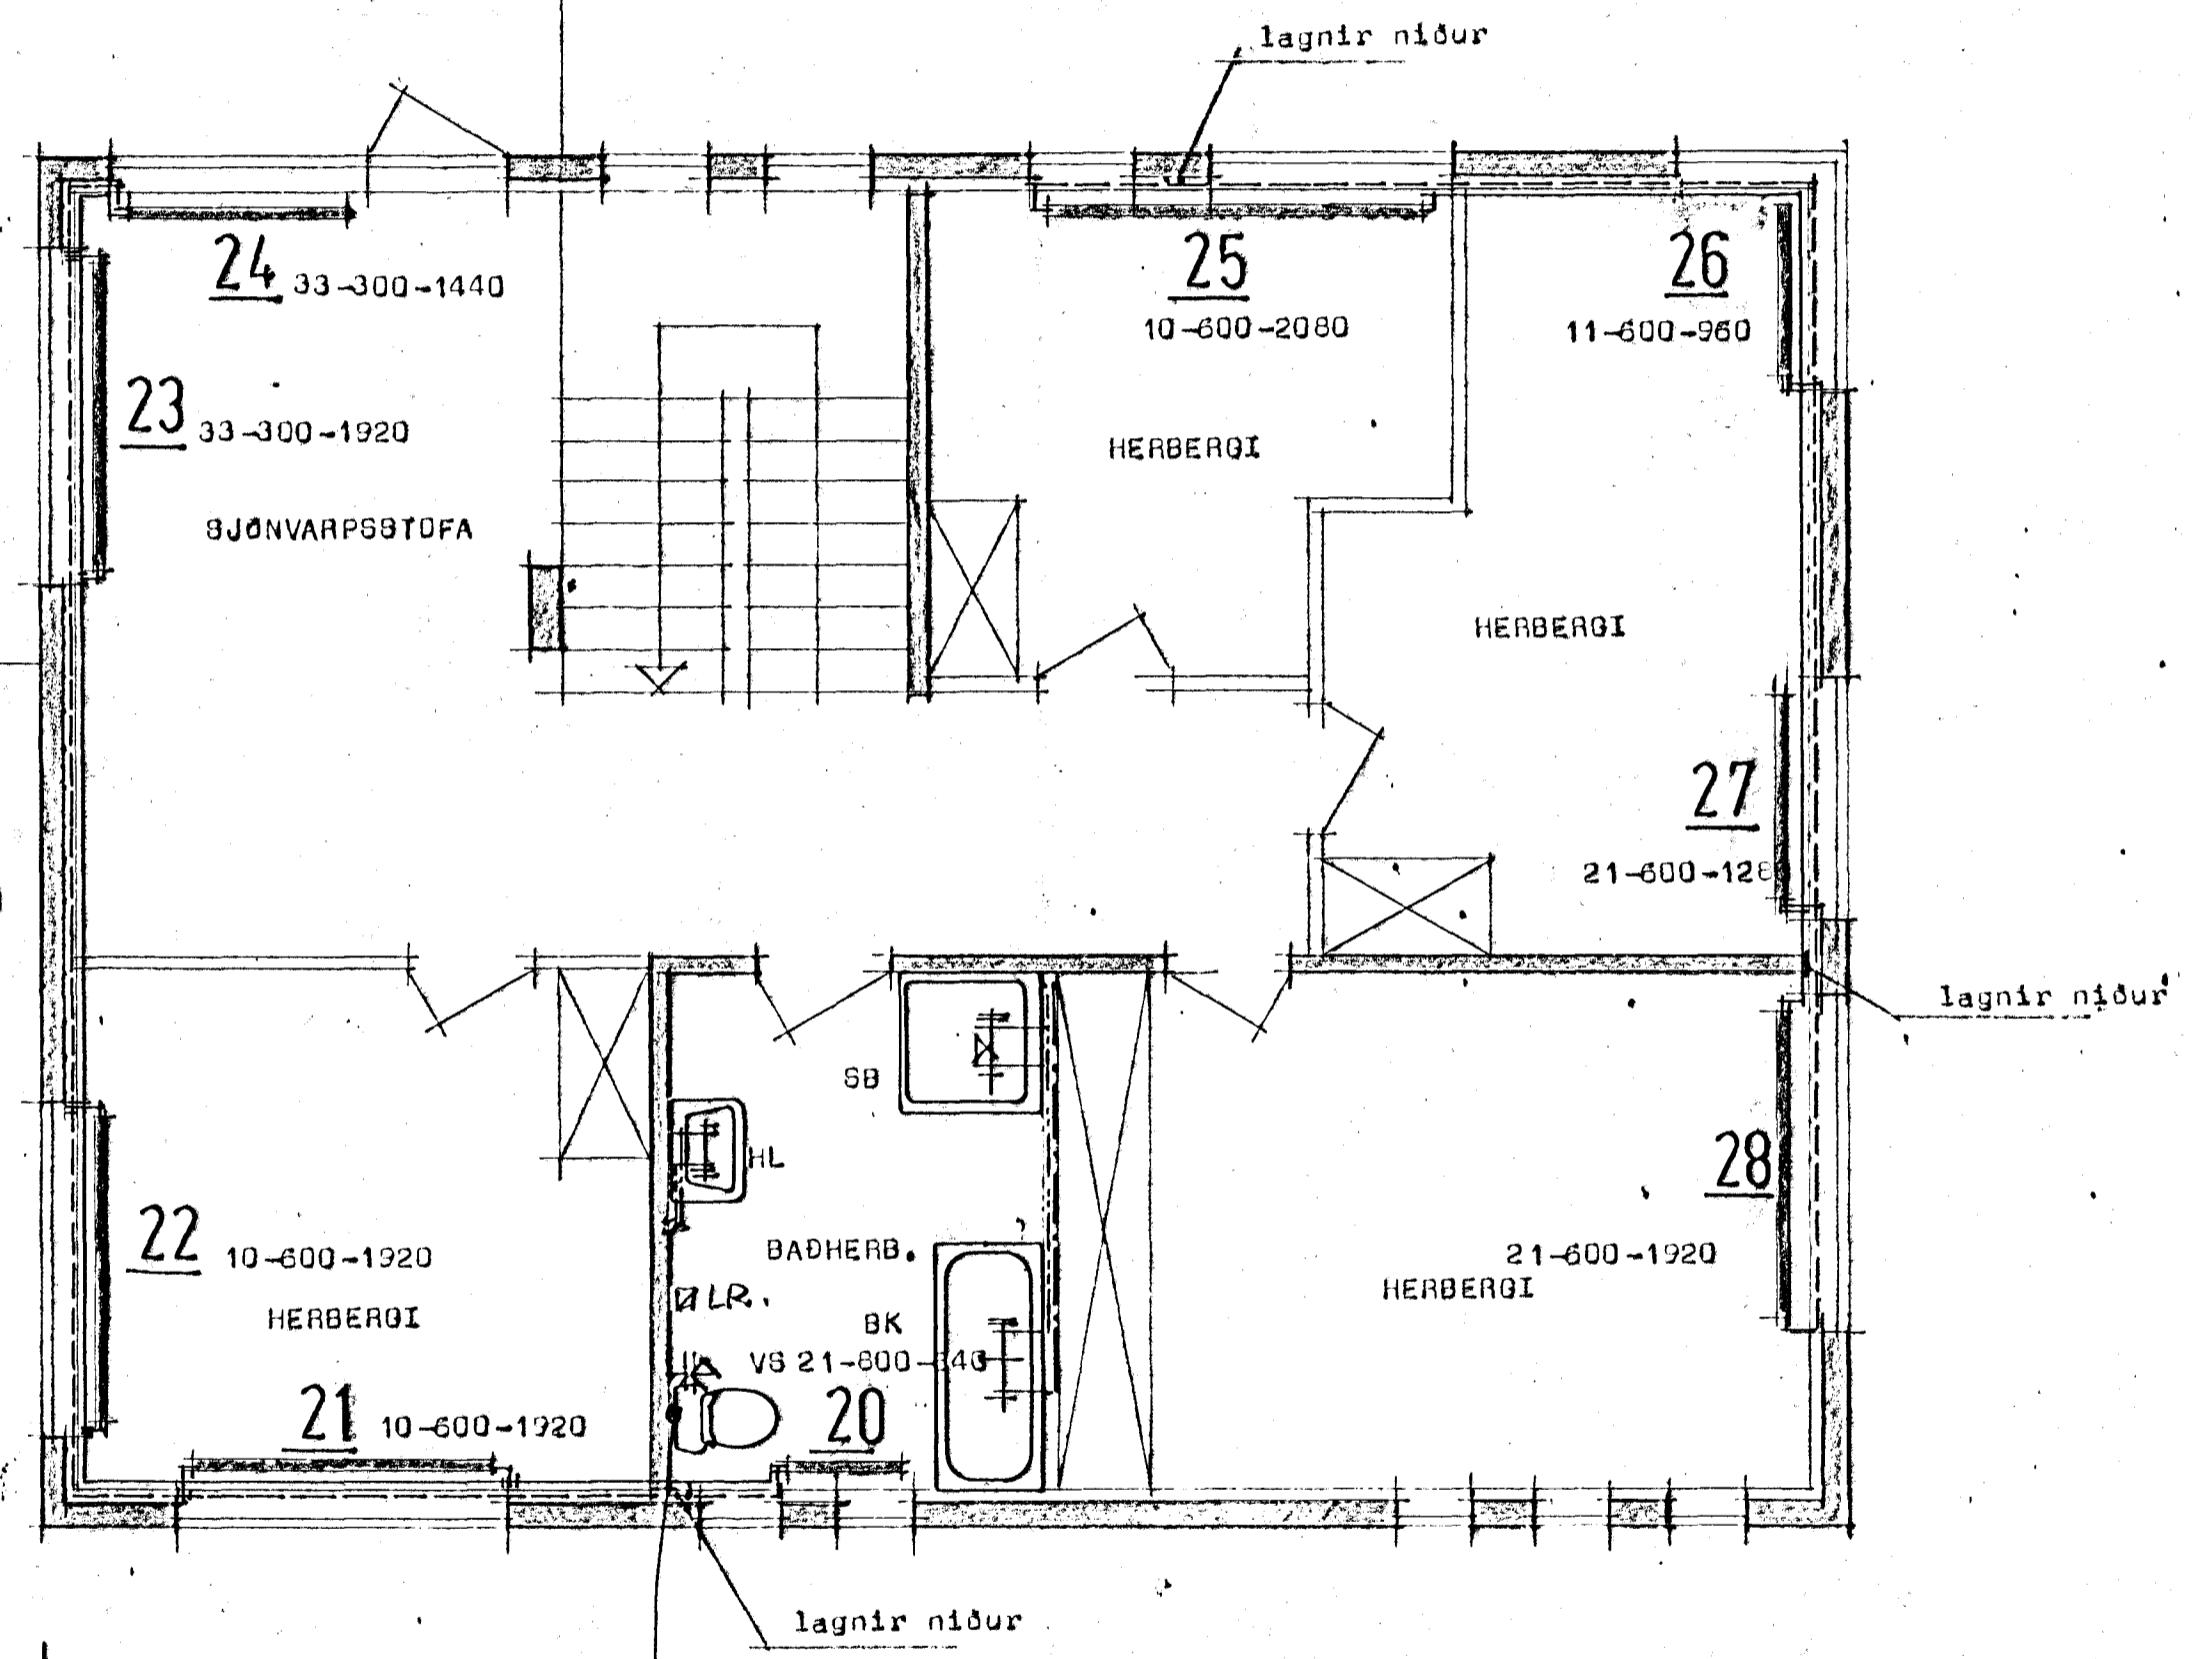 lagnir niður
24 33-300-1440
25
10-600-2080
26
11-600-960
23 33-300-1920
HERBERGI
SJÓNVARPSSTOFA
HERBERGI
27
21-600-128
lagnir niður
SB
HL
28
22 10-600-1920
BAÐHERB.
21-600-1920
HERBERGI
LR.
HERBERGI
BK
VS 21-600-
21 10-600-1920
20
lagnir niður